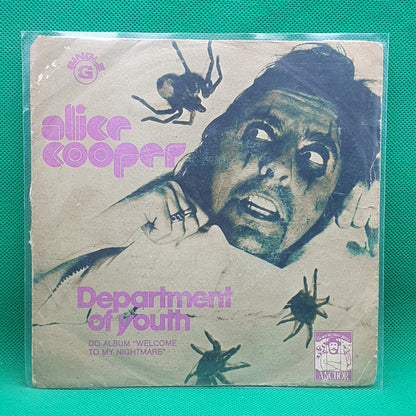 SINGLE
G
alice
cooper
Department
of youth
DO ALBUM "WELCOME
TO MY NIGHTMARE"
ANCHOR